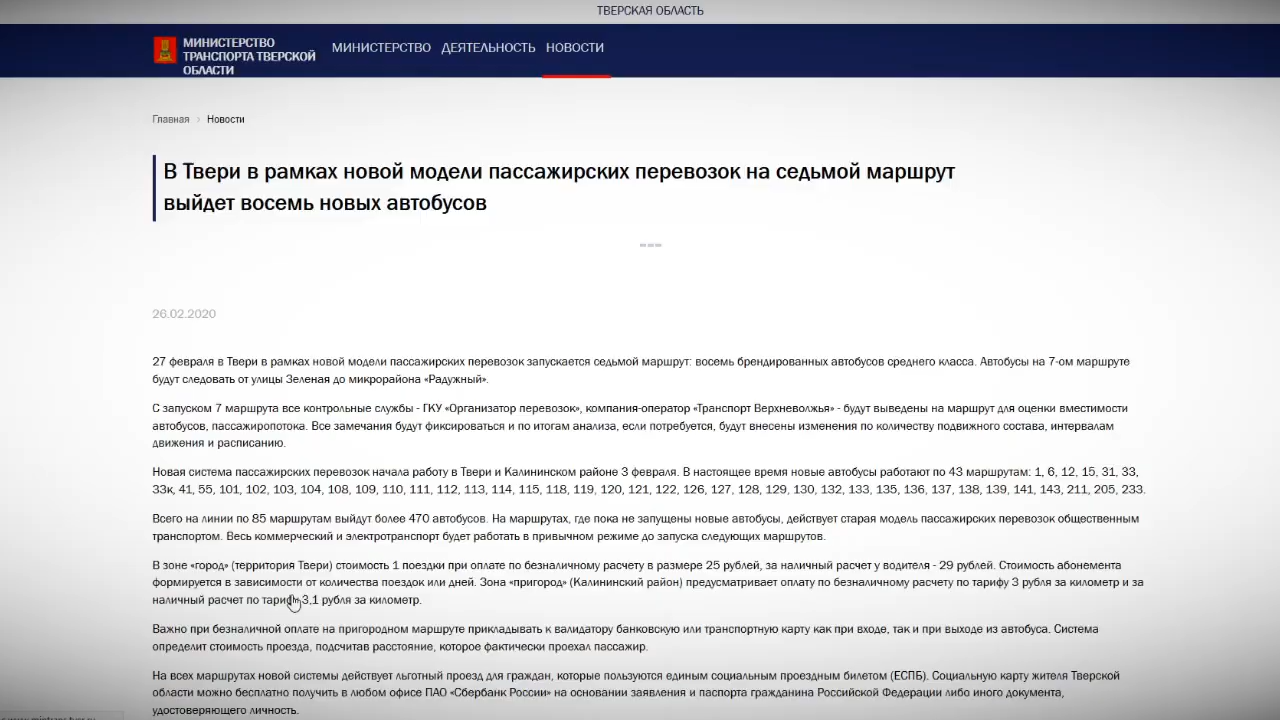 ТВЕРСКАЯ ОБЛАСТЬ
МИНИСТЕРСТВО
ТРАНСПОРТА ТВЕРСКОЙ
ОБЛАСТИ
МИНИСТЕРСТВО ДЕЯТЕЛЬНОСТЬ НОВОСТИ
Главная › Новости
В Твери в рамках новой модели пассажирских перевозок на седьмой маршрут
выйдет восемь новых автобусов
26.02.2020
27 февраля в Твери в рамках новой модели пассажирских перевозок запускается седьмой маршрут: восемь брендированных автобусов среднего класса. Автобусы на 7-ом маршруте
будут следовать от улицы Зеленая до микрорайона «Радужный».
С запуском 7 маршрута все контрольные службы - ГКУ «Организатор перевозок», компания-оператор «Транспорт Верхневолжья» - будут выведены на маршрут для оценки вместимости
автобусов, пассажиропотока. Все замечания будут фиксироваться и по итогам анализа, если потребуется, будут внесены изменения по количеству подвижного состава, интервалам
движения и расписанию.
Новая система пассажирских перевозок начала работу в Твери и Калининском районе 3 февраля. В настоящее время новые автобусы работают по 43 маршрутам: 1, 6, 12, 15, 31, 33,
33к, 41, 55, 101, 102, 103, 104, 108, 109, 110, 111, 112, 113, 114, 115, 118, 119, 120, 121, 122, 126, 127, 128, 129, 130, 132, 133, 135, 136, 137, 138, 139, 141, 143, 211, 205, 233.
Всего на линии по 85 маршрутам выйдут более 470 автобусов. На маршрутах, где пока не запущены новые автобусы, действует старая модель пассажирских перевозок общественным
транспортом. Весь коммерческий и электротранспорт будет работать в привычном режиме до запуска следующих маршрутов.
В зоне «город» (территория Твери) стоимость 1 поездки при оплате по безналичному расчету в размере 25 рублей, за наличный расчет у водителя - 29 рублей. Стоимость абонемента
формируется в зависимости от количества поездок или дней. Зона «пригород» (Калининский район) предусматривает оплату по безналичному расчету по тарифу 3 рубля за километр и за
наличный расчет по тарифу 3,1 рубля за километр.
Важно при безналичной оплате на пригородном маршруте прикладывать к валидатору банковскую или транспортную карту как при входе, так и при выходе из автобуса. Система
определит стоимость проезда, подсчитав расстояние, которое фактически проехал пассажир.
На всех маршрутах новой системы действует льготный проезд для граждан, которые пользуются единым социальным проездным билетом (ЕСПБ). Социальную карту жителя Тверской
области можно бесплатно получить в любом офисе ПАО «Сбербанк России» на основании заявления и паспорта гражданина Российской Федерации либо иного документа,
удостоверяющего личность.